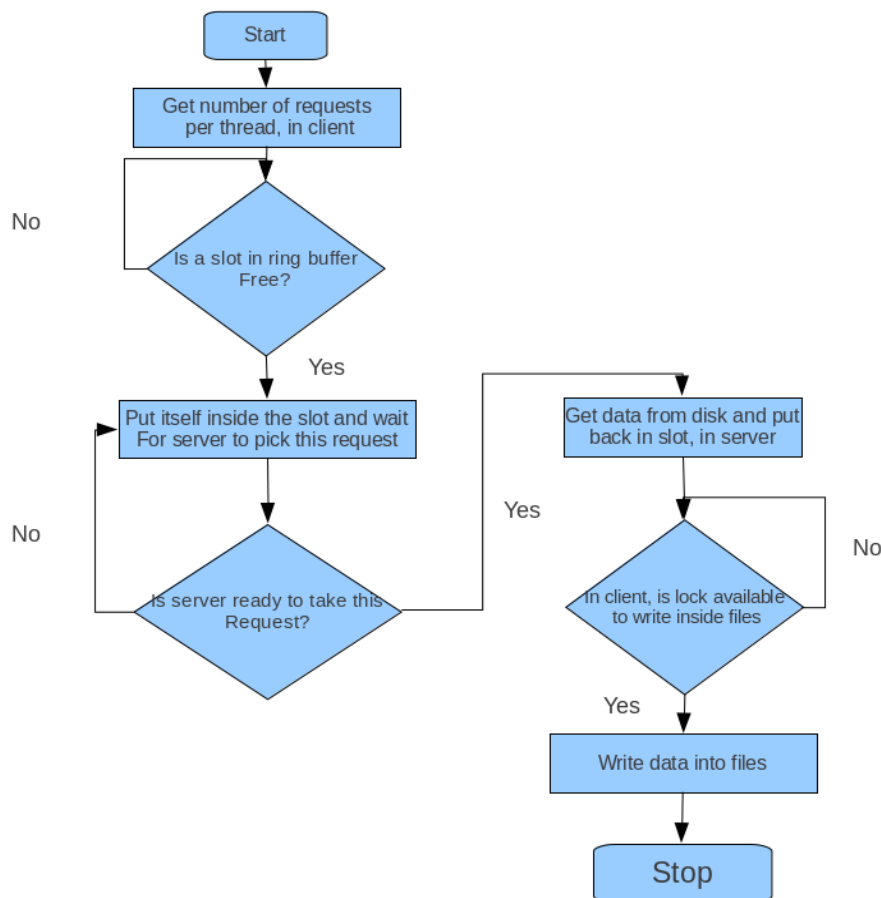 Start
Get number of requests
per thread, in client
No
Is a slot in ring buffer
Free?
Yes
Put itself inside the slot and wait
For server to pick this request
No
Is server ready to take this
Request?
Yes
Get data from disk and put
back in slot, in server
No
In client, is lock available
to write inside files
Yes
Write data into files
Stop